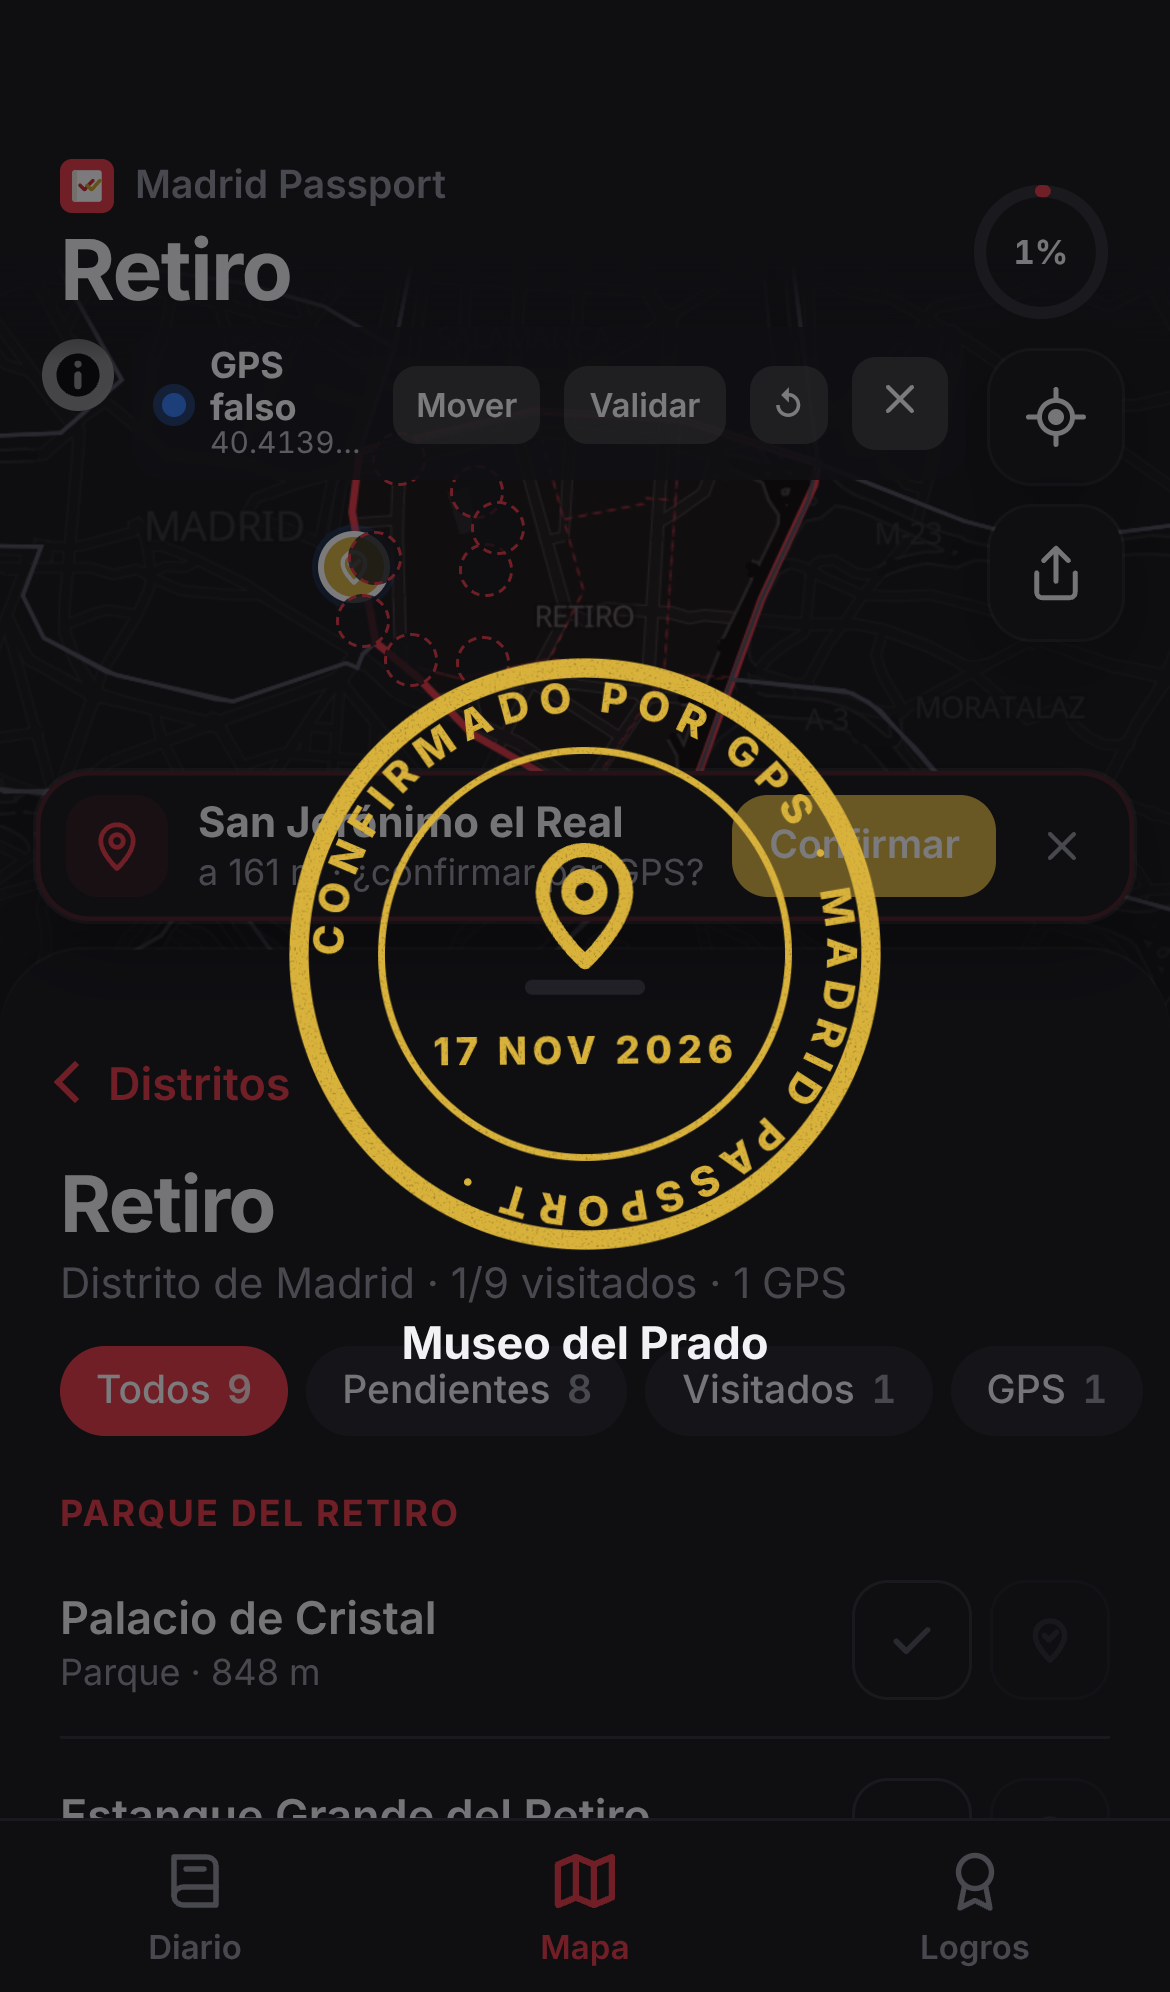 Madrid Passport
Retiro
1%
GPS
falso
40.4139...
Mover
Validar
MADRID
M-23
RETIRO
MORATALAZ
A-3
CONFIRMADO POR GPS · MADRID PASSPORT ·
San Jerónimo el Real
a 161 m · ¿confirmar por GPS?
Confirmar
17 NOV 2026
Distritos
Retiro
Distrito de Madrid · 1/9 visitados · 1 GPS
Museo del Prado
Todos 9
Pendientes 8
Visitados 1
GPS 1
PARQUE DEL RETIRO
Palacio de Cristal
Parque · 848 m
Estanque Grande del Retiro
Diario
Mapa
Logros